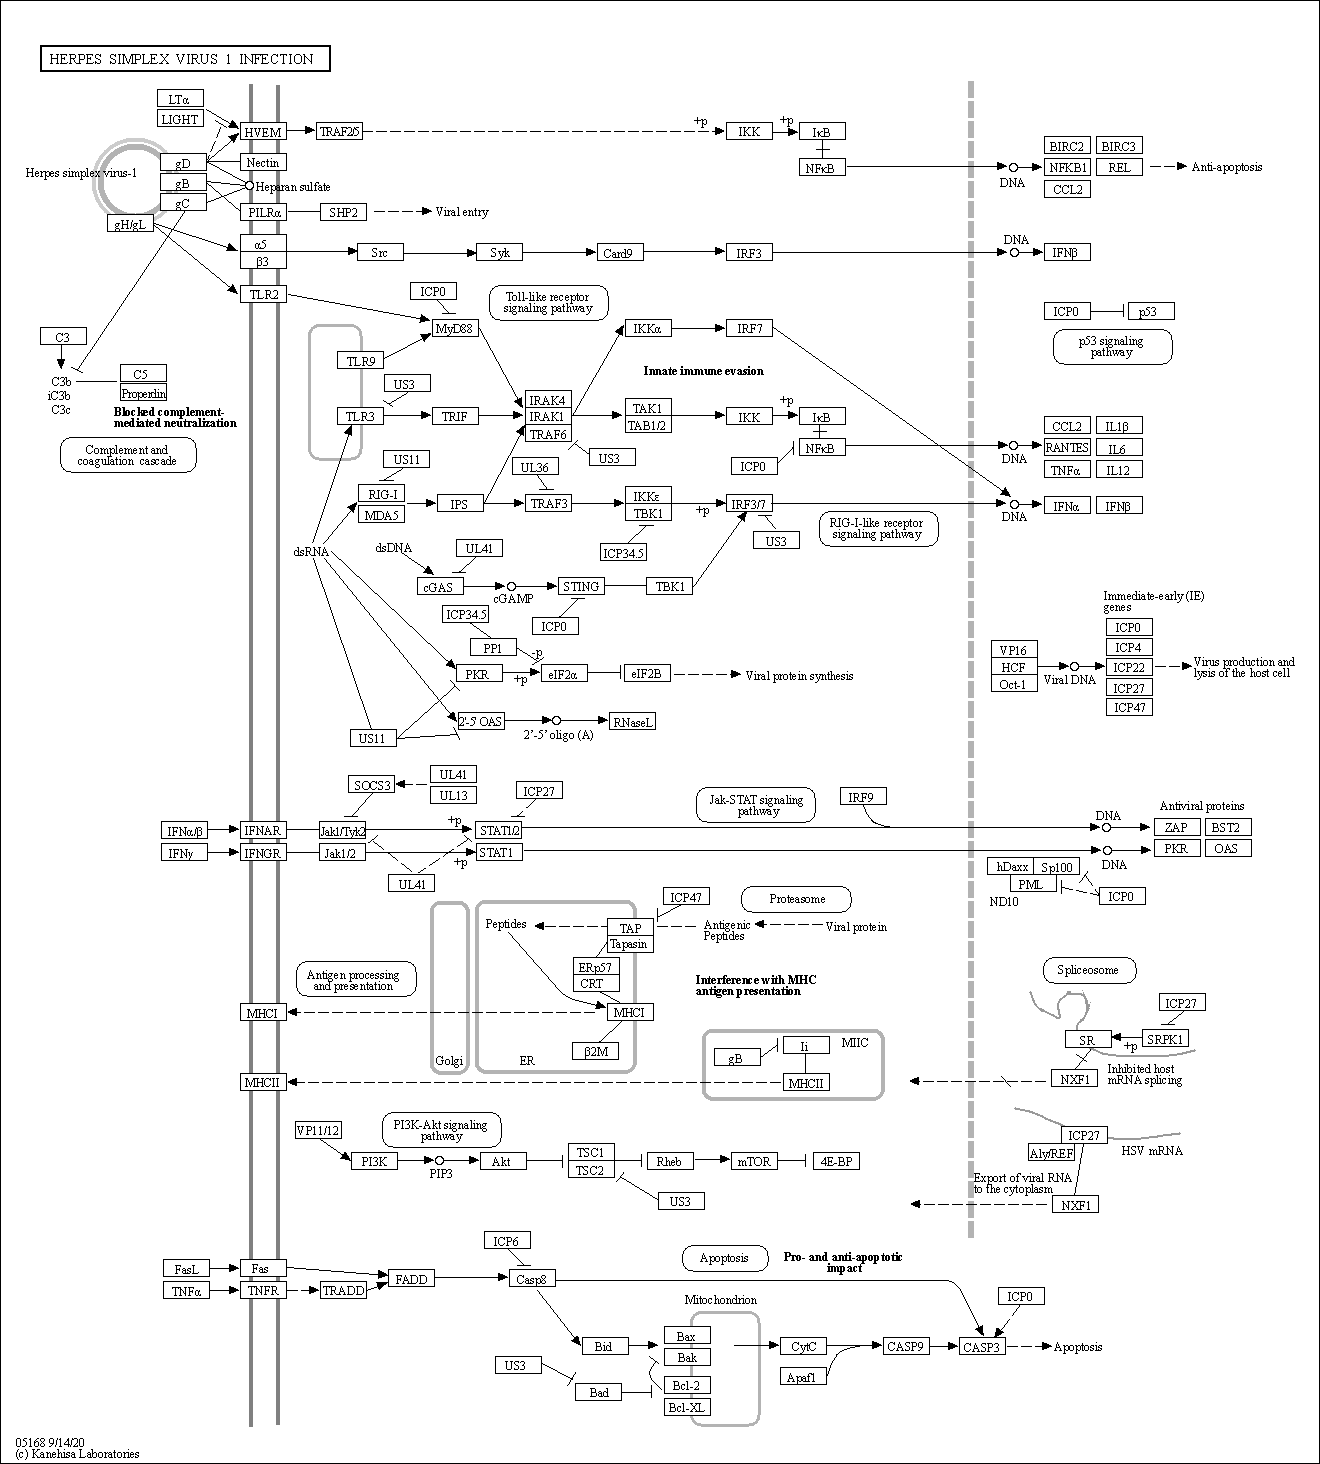 HERPES SIMPLEX VIRUS 1 INFECTION
LTα
LIGHT
HVEM
TRAF2/5
+p
IKK
+p
IκB
NFκB
DNA
BIRC2
BIRC3
NFKB1
REL
CCL2
Anti-apoptosis
Herpes simplex virus-1
gD
gB
gC
gH/gL
Nectin
Heparan sulfate
PILRα
SHP2
Viral entry
α5
β3
Src
Syk
Card9
IRF3
DNA
IFNβ
TLR2
ICP0
MyD88
Toll-like receptor
signaling pathway
IKKα
IRF7
ICP0
p53
p53 signaling
pathway
C3
C3b
iC3b
C3c
C5
Properdin
Blocked complement-
mediated neutralization
Complement and
coagulation cascade
TLR9
US3
TLR3
TRIF
IRAK4
IRAK1
TRAF6
Innate immune evasion
TAK1
TAB1/2
IKK
+p
IκB
NFκB
ICP0
US3
DNA
CCL2
IL1β
RANTES
IL6
TNFα
IL12
US11
RIG-I
MDA5
IPS
UL36
TRAF3
IKKε
TBK1
+p
IRF3/7
ICP34.5
US3
RIG-I-like receptor
signaling pathway
DNA
IFNα
IFNβ
dsRNA
dsDNA
UL41
cGAS
cGAMP
STING
TBK1
ICP0
ICP34.5
PP1
-p
PKR
+p
eIF2α
eIF2B
Viral protein synthesis
2'-5' OAS
2'-5' oligo (A)
RNaseL
US11
VP16
HCF
Oct-1
Viral DNA
Immediate-early (IE)
genes
ICP0
ICP4
ICP22
ICP27
ICP47
Virus production and
lysis of the host cell
SOCS3
UL41
UL13
ICP27
Jak-STAT signaling
pathway
IRF9
IFNα/β
IFNAR
Jak1/Tyk2
+p
STAT1/2
DNA
Antiviral proteins
ZAP
BST2
IFNγ
IFNGR
Jak1/2
+p
STAT1
DNA
PKR
OAS
UL41
hDaxx
Sp100
PML
ND10
ICP0
ICP47
Proteasome
Peptides
TAP
Tapasin
Antigenic
Peptides
Viral protein
ERp57
CRT
Antigen processing
and presentation
Interference with MHC
antigen presentation
MHCI
MHCI
β2M
Golgi
ER
gB
Ii
MIIC
MHCII
MHCII
Spliceosome
ICP27
SR
+p
SRPK1
NXF1
Inhibited host
mRNA splicing
VP11/12
PI3K-Akt signaling
pathway
PI3K
PIP3
Akt
TSC1
TSC2
Rheb
mTOR
4E-BP
US3
ICP27
Aly/REF
HSV mRNA
Export of viral RNA
to the cytoplasm
NXF1
ICP6
Apoptosis
Pro- and anti-apoptotic
impact
FasL
Fas
FADD
Casp8
TNFα
TNFR
TRADD
ICP0
Mitochondrion
Bid
Bax
Bak
Bcl-2
Bcl-XL
CytC
Apaf1
CASP9
CASP3
Apoptosis
US3
Bad
05168 9/14/20
(c) Kanehisa Laboratories